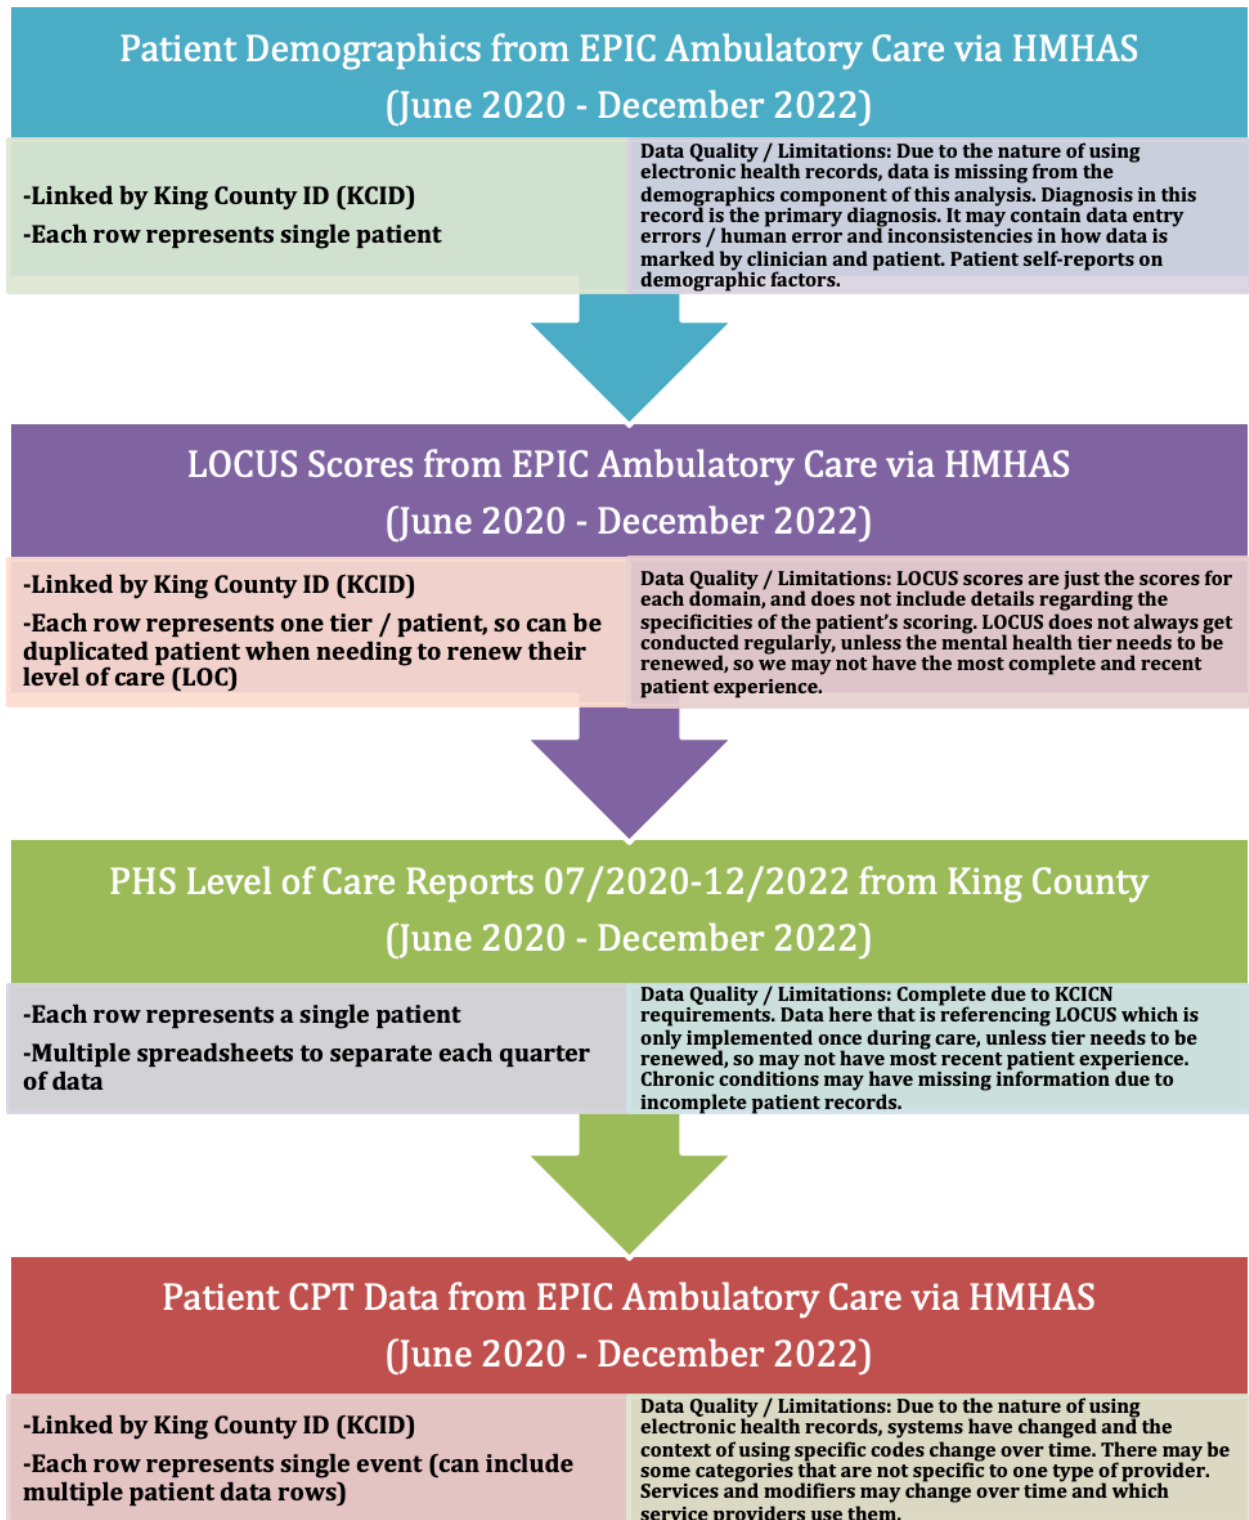 Patient Demographics from EPIC Ambulatory Care via HMHAS
(June 2020 - December 2022)
-Linked by King County ID (KCID)
-Each row represents single patient
Data Quality / Limitations: Due to the nature of using
electronic health records, data is missing from the
demographics component of this analysis. Diagnosis in this
record is the primary diagnosis. It may contain data entry
errors / human error and inconsistencies in how data is
marked by clinician and patient. Patient self-reports on
demographic factors.
LOCUS Scores from EPIC Ambulatory Care via HMHAS
(June 2020 - December 2022)
-Linked by King County ID (KCID)
-Each row represents one tier / patient, so can be
duplicated patient when needing to renew their
level of care (LOC)
Data Quality / Limitations: LOCUS scores are just the scores for
each domain, and does not include details regarding the
specificities of the patient's scoring. LOCUS does not always get
conducted regularly, unless the mental health tier needs to be
renewed, so we may not have the most complete and recent
patient experience.
PHS Level of Care Reports 07/2020-12/2022 from King County
(June 2020 - December 2022)
-Each row represents a single patient
-Multiple spreadsheets to separate each quarter
of data
Data Quality / Limitations: Complete due to KCICN
requirements. Data here that is referencing LOCUS which is
only implemented once during care, unless tier needs to be
renewed, so may not have most recent patient experience.
Chronic conditions may have missing information due to
incomplete patient records.
Patient CPT Data from EPIC Ambulatory Care via HMHAS
(June 2020 - December 2022)
-Linked by King County ID (KCID)
-Each row represents single event (can include
multiple patient data rows)
Data Quality / Limitations: Due to the nature of using
electronic health records, systems have changed and the
context of using specific codes change over time. There may be
some categories that are not specific to one type of provider.
Services and modifiers may change over time and which
service providers use them.